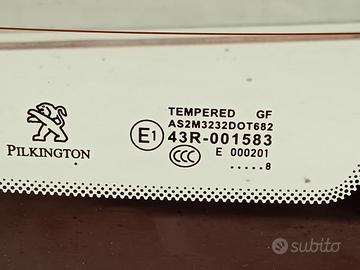 PILKINGTON
TEMPERED GF
AS2M3232DOT682
E1 43R-001583
CCC E 000201
.....8
subito